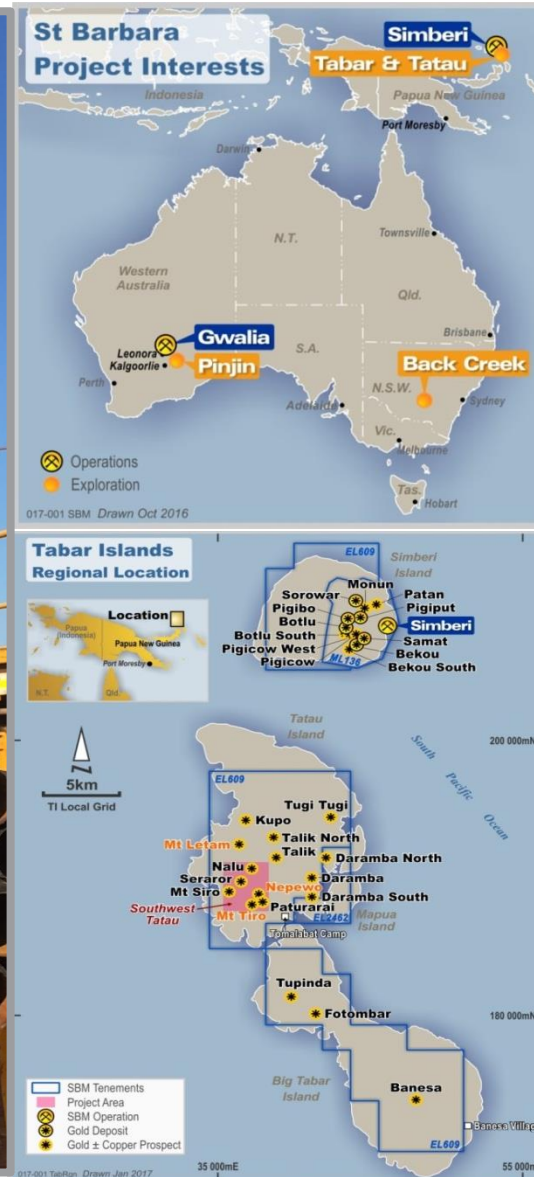 St Barbara
Project Interests
Simberi
Tabar & Tatau
Indonesia
Papua New Guinea
Port Moresby
Darwin
N.T.
Western
Australia
Townsville
Qld.
Brisbane
Gwalia
Leonora
Kalgoorlie
Pinjin
S.A.
Back Creek
N.S.W.
Perth
Adelaide
Sydney
Vic.
Melbourne
Tas.
Hobart
Operations
Exploration
017-001 SBM Drawn Oct 2016
Tabar Islands
Regional Location
Location
Papua
(Indonesia)
Papua New Guinea
Port Moresby
N.T.
Qld.
EL609
Simberi
Island
Monun
Sorowar
Patan
Pigibo
Pigiput
Botlu
Simberi
Botlu South
Samat
Pigicow West
Bekou
Pigicow
Bekou South
ML136
5km
TI Local Grid
Tatau
Island
South Pacific Ocean
200 000mN
EL609
Tugi Tugi
Kupo
Talik North
Mt Letam
Talik
Daramba North
Nalu
Daramba
Seraror
Nepewo
Mt Siro
Daramba South
Paturarai
Southwest
Tatau
Mt Tiro
EL2462
Mapua
Island
Tomalabat Camp
Tupinda
Fotombar
180 000mN
Big Tabar
Island
Banesa
Banesa Village
EL609
SBM Tenements
Project Area
SBM Operation
Gold Deposit
Gold ± Copper Prospect
017-001 TabRgn Drawn Jan 2017
35 000mE
55 000m